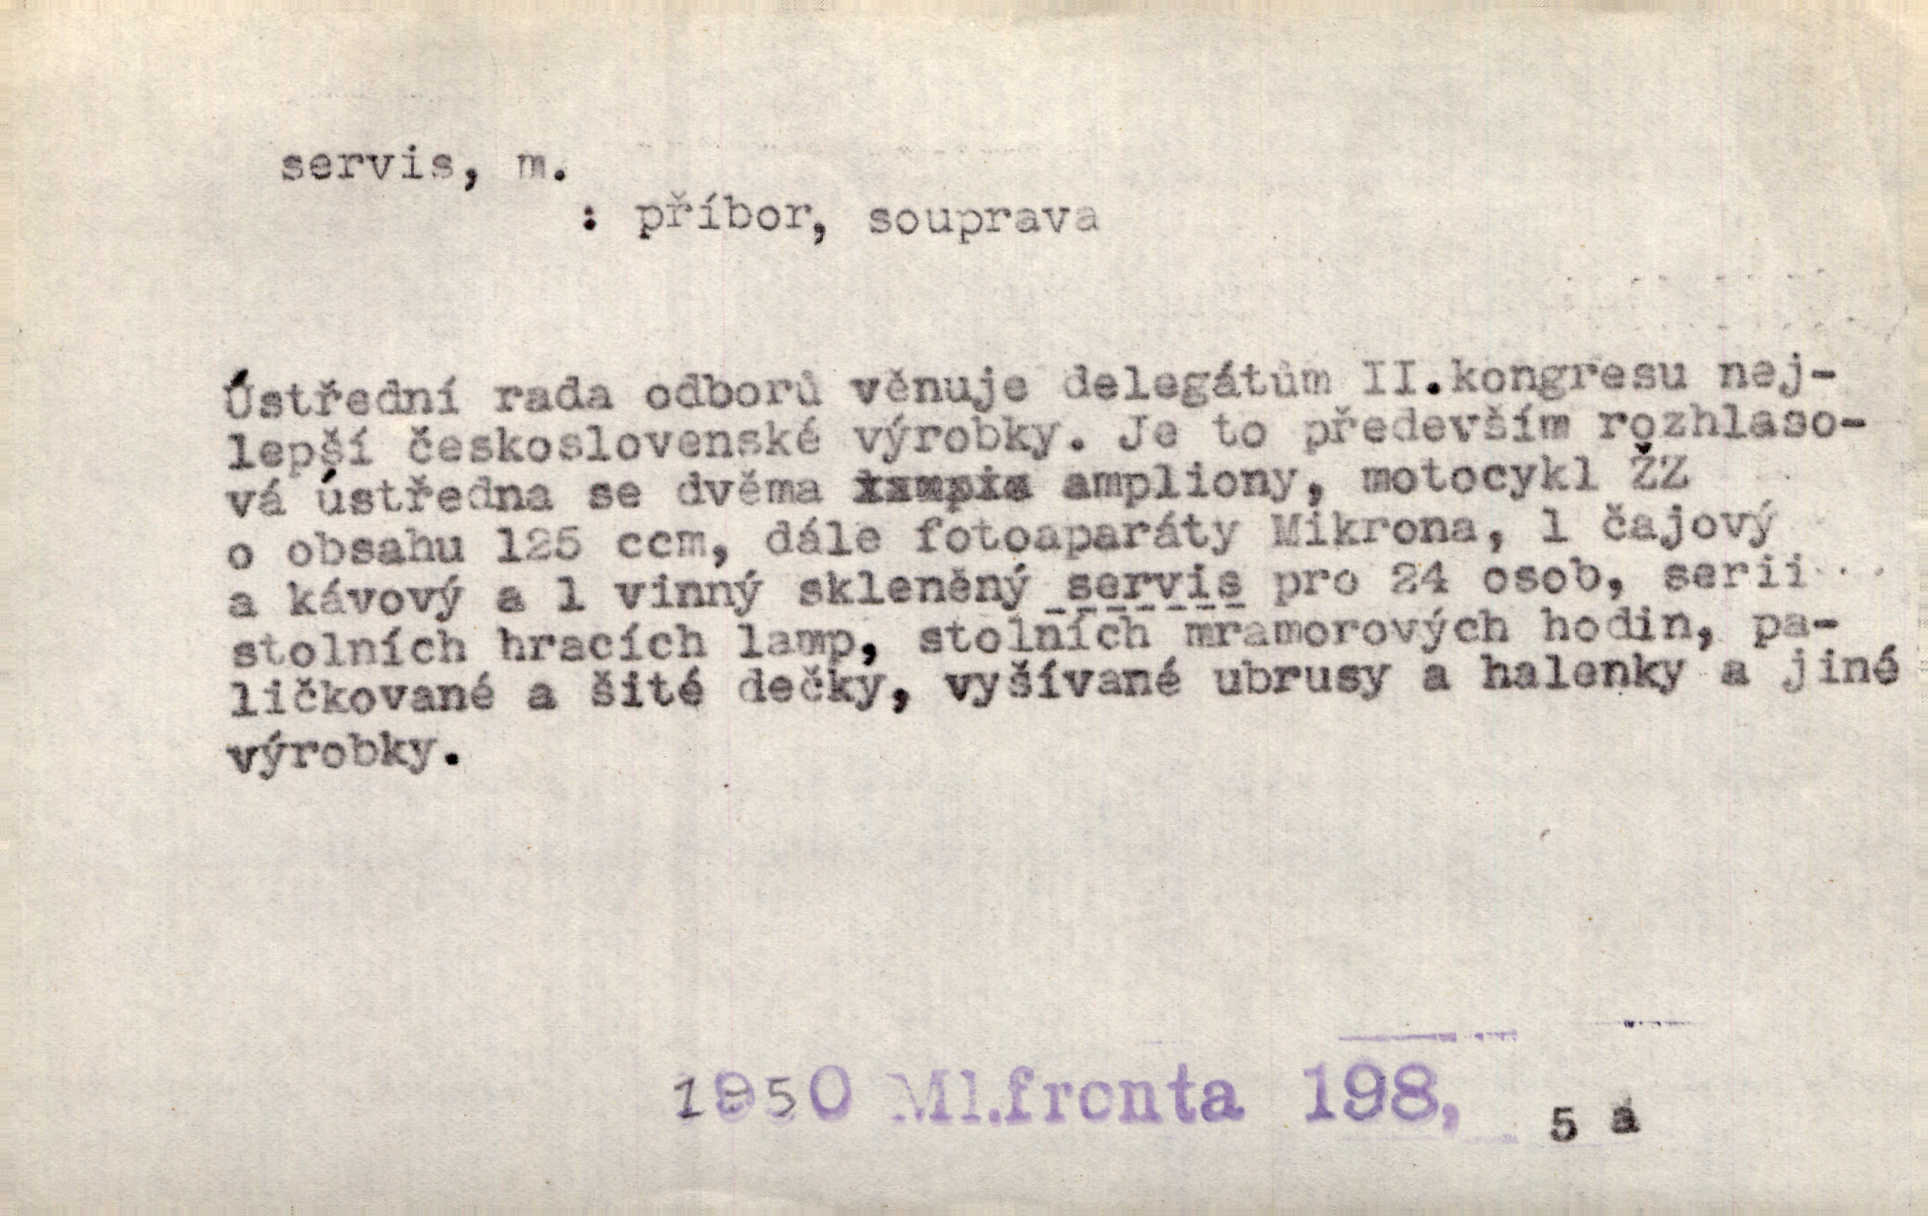 servis, m.
: příbor, souprava
Ústřední rada odborů věnuje delegátům II.kongresu nej-
lepší československé výrobky. Je to především rozhlaso-
vá ústředna se dvěma ampliony, motocykl ŽZ
o obsahu 125 ccm, dále fotoaparáty Mikrona, 1 čajový
a kávový a 1 vinný skleněný servis pro 24 osob, serii
stolních hracích lamp, stolních mramorových hodin, pa-
ličkované a šité dečky, vyšívané ubrusy a halenky a jiné
výrobky.
1950 Ml.fronta 198, 5 a